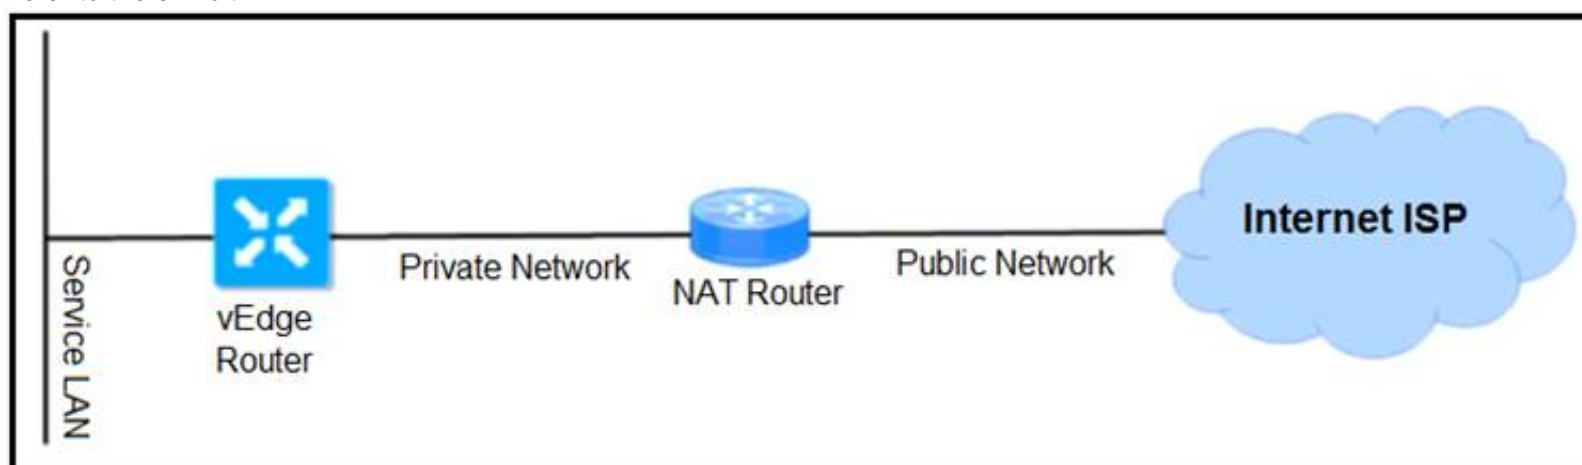 Service LAN
vEdge
Router
Private Network
NAT Router
Public Network
Internet ISP